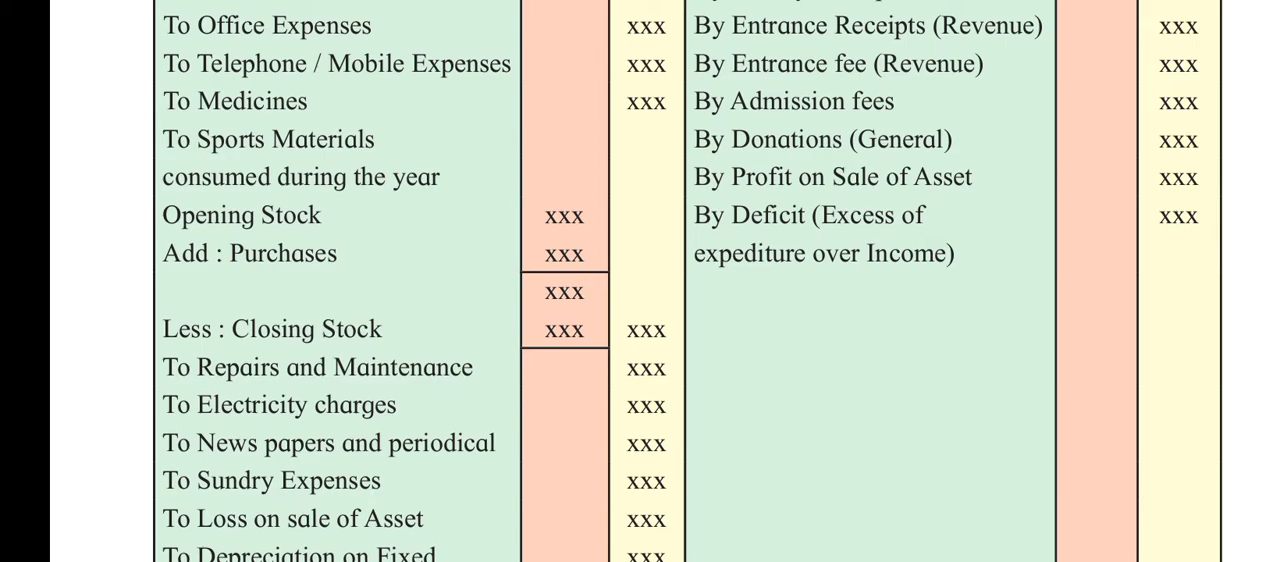 To Office Expenses xxx By Entrance Receipts (Revenue) xxx
To Telephone / Mobile Expenses xxx By Entrance fee (Revenue) xxx
To Medicines xxx By Admission fees xxx
To Sports Materials By Donations (General) xxx
consumed during the year By Profit on Sale of Asset xxx
Opening Stock xxx By Deficit (Excess of xxx
Add : Purchases xxx expediture over Income)
xxx
Less : Closing Stock xxx xxx
To Repairs and Maintenance xxx
To Electricity charges xxx
To News papers and periodical xxx
To Sundry Expenses xxx
To Loss on sale of Asset xxx
To Depreciation on Fixed xxx